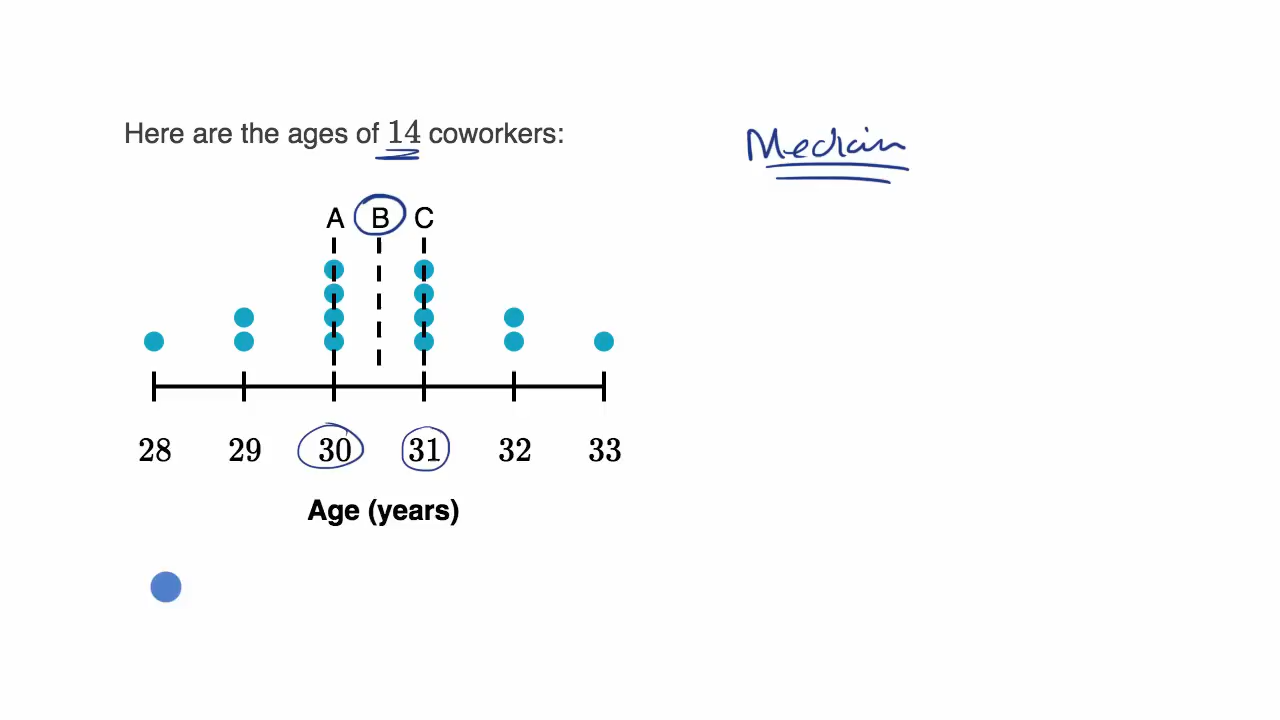 Here are the ages of 14 coworkers:
Median
A B C
28 29 30 31 32 33
Age (years)